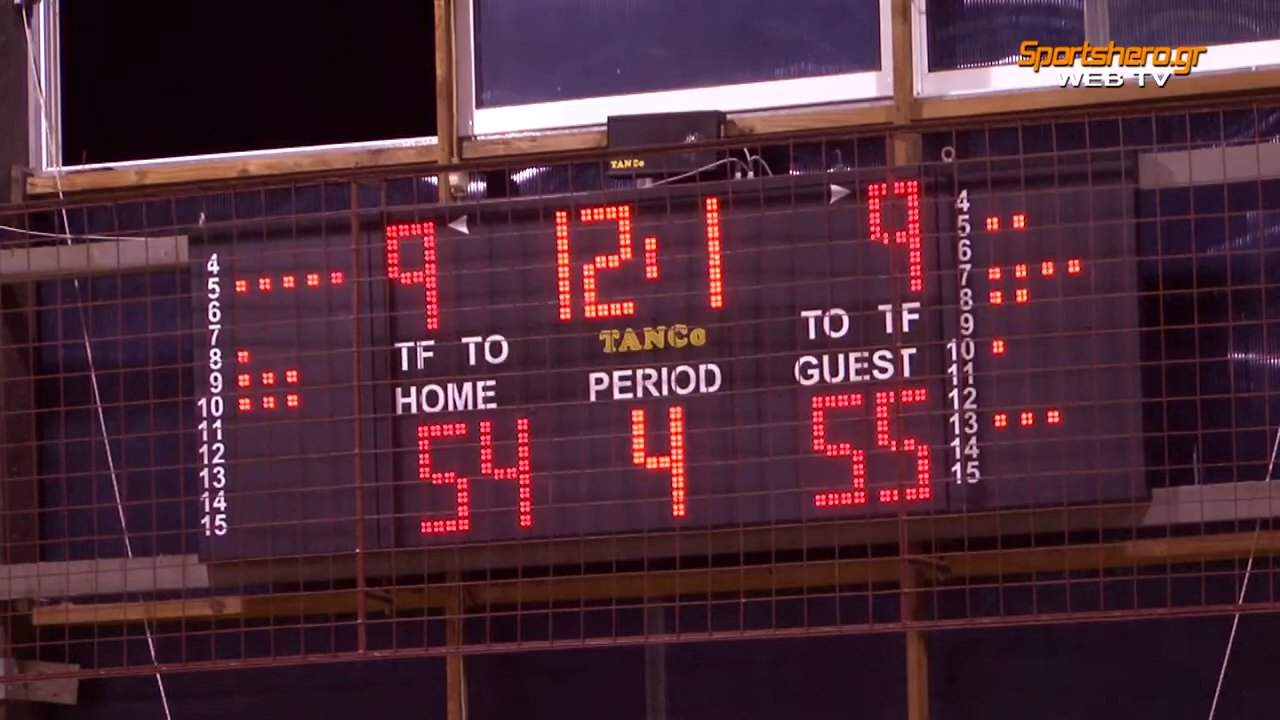 Sportshero.gr
WEB TV
TANCo
9 12:1 9
TANCo
TF TO
HOME
PERIOD
TO TF
GUEST
54 4 55
4
5
6
7
8
9
10
11
12
13
14
15
4
5
6
7
8
9
10
11
12
13
14
15